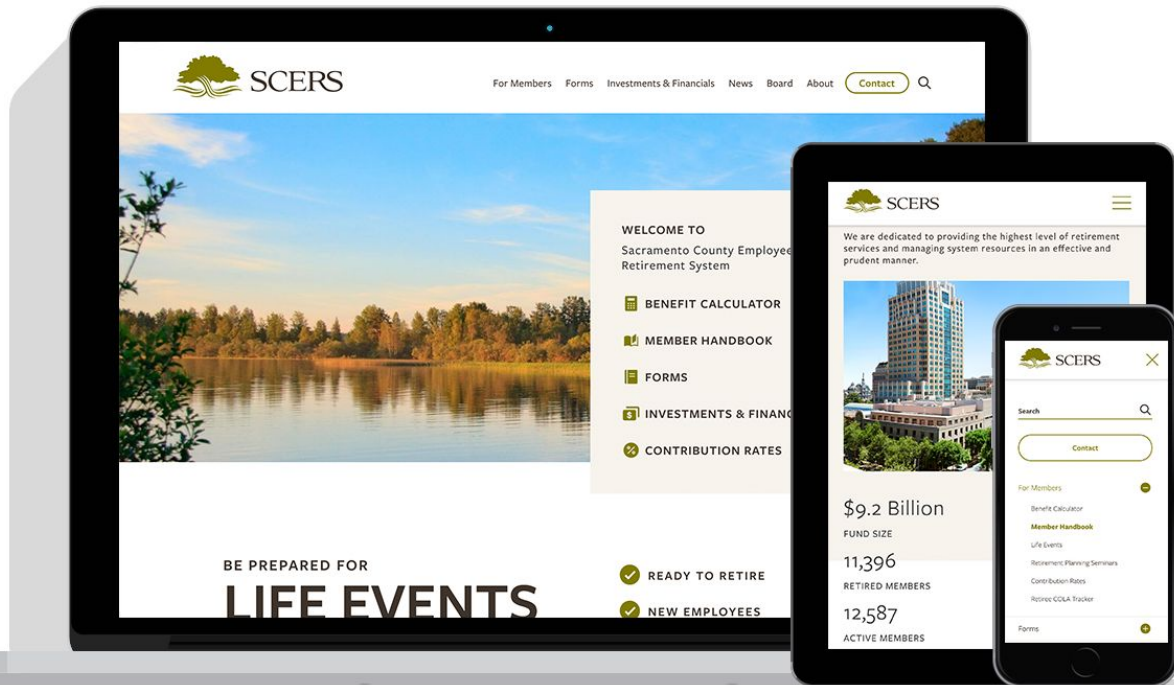 SCERS
For Members Forms Investments & Financials News Board About Contact
WELCOME TO
Sacramento County Employee
Retirement System
BENEFIT CALCULATOR
MEMBER HANDBOOK
FORMS
INVESTMENTS & FINANC
CONTRIBUTION RATES
BE PREPARED FOR
LIFE EVENTS
READY TO RETIRE
NEW EMPLOYEES
SCERS
We are dedicated to providing the highest level of retirement
services and managing system resources in an effective and
prudent manner.
$9.2 Billion
FUND SIZE
11,396
RETIRED MEMBERS
12,587
ACTIVE MEMBERS
SCERS
Search
Contact
For Members
Benefit Calculator
Member Handbook
Life Events
Retirement Planning Seminars
Contribution Rates
Retiree COLA Tracker
Forms